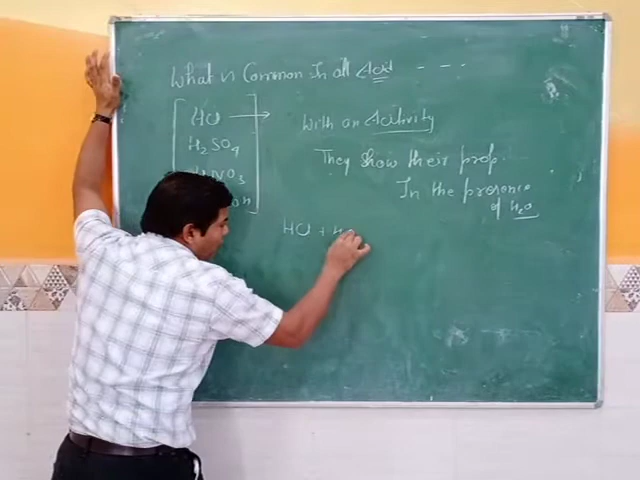 What is Common In all Acid - - -
HCl →
With an Activity
H₂SO₄
They show their prop.
HNO₃
In the presence
of H₂O
HCl + H